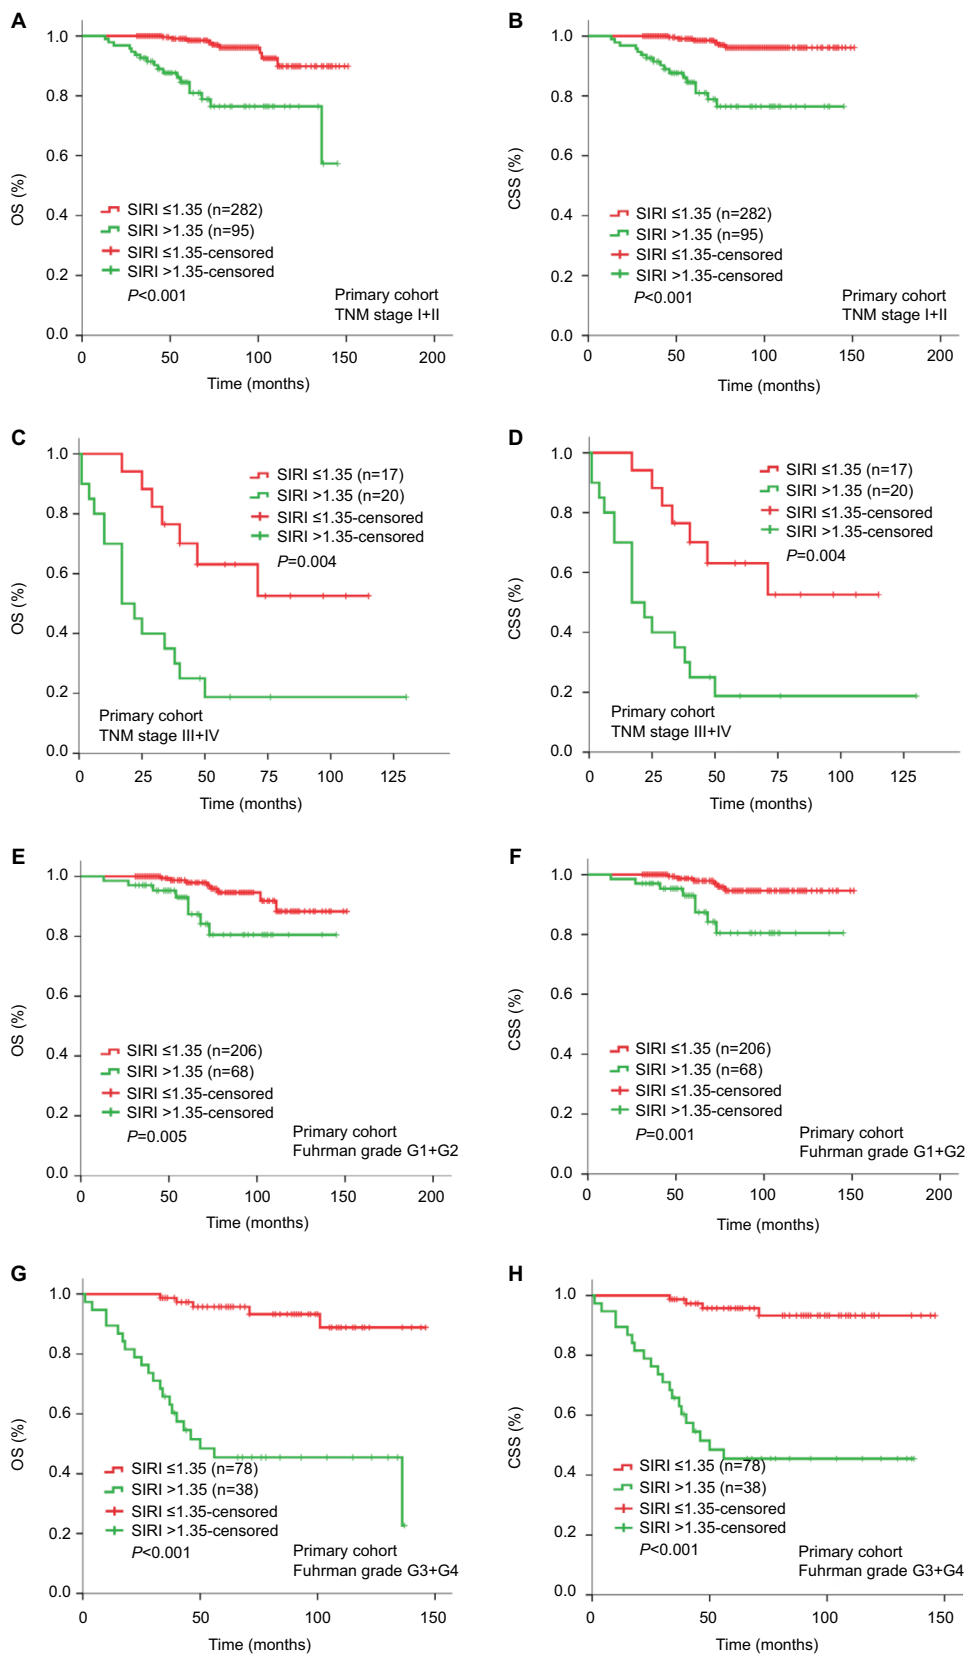 A
1.0
0.8
0.6
0.4
0.2
0.0
OS (%)
SIRI ≤1.35 (n=282)
SIRI >1.35 (n=95)
SIRI ≤1.35-censored
SIRI >1.35-censored
P<0.001
Primary cohort
TNM stage I+II
0 50 100 150 200
Time (months)
B
1.0
0.8
0.6
0.4
0.2
0.0
CSS (%)
SIRI ≤1.35 (n=282)
SIRI >1.35 (n=95)
SIRI ≤1.35-censored
SIRI >1.35-censored
P<0.001
Primary cohort
TNM stage I+II
0 50 100 150 200
Time (months)
C
1.0
0.8
0.6
0.4
0.2
0.0
OS (%)
SIRI ≤1.35 (n=17)
SIRI >1.35 (n=20)
SIRI ≤1.35-censored
SIRI >1.35-censored
P=0.004
Primary cohort
TNM stage III+IV
0 25 50 75 100 125
Time (months)
D
1.0
0.8
0.6
0.4
0.2
0.0
CSS (%)
SIRI ≤1.35 (n=17)
SIRI >1.35 (n=20)
SIRI ≤1.35-censored
SIRI >1.35-censored
P=0.004
Primary cohort
TNM stage III+IV
0 25 50 75 100 125
Time (months)
E
1.0
0.8
0.6
0.4
0.2
0.0
OS (%)
SIRI ≤1.35 (n=206)
SIRI >1.35 (n=68)
SIRI ≤1.35-censored
SIRI >1.35-censored
P=0.005
Primary cohort
Fuhrman grade G1+G2
0 50 100 150 200
Time (months)
F
1.0
0.8
0.6
0.4
0.2
0.0
CSS (%)
SIRI ≤1.35 (n=206)
SIRI >1.35 (n=68)
SIRI ≤1.35-censored
SIRI >1.35-censored
P=0.001
Primary cohort
Fuhrman grade G1+G2
0 50 100 150 200
Time (months)
G
1.0
0.8
0.6
0.4
0.2
0.0
OS (%)
SIRI ≤1.35 (n=78)
SIRI >1.35 (n=38)
SIRI ≤1.35-censored
SIRI >1.35-censored
P<0.001
Primary cohort
Fuhrman grade G3+G4
0 50 100 150
Time (months)
H
1.0
0.8
0.6
0.4
0.2
0.0
CSS (%)
SIRI ≤1.35 (n=78)
SIRI >1.35 (n=38)
SIRI ≤1.35-censored
SIRI >1.35-censored
P<0.001
Primary cohort
Fuhrman grade G3+G4
0 50 100 150
Time (months)